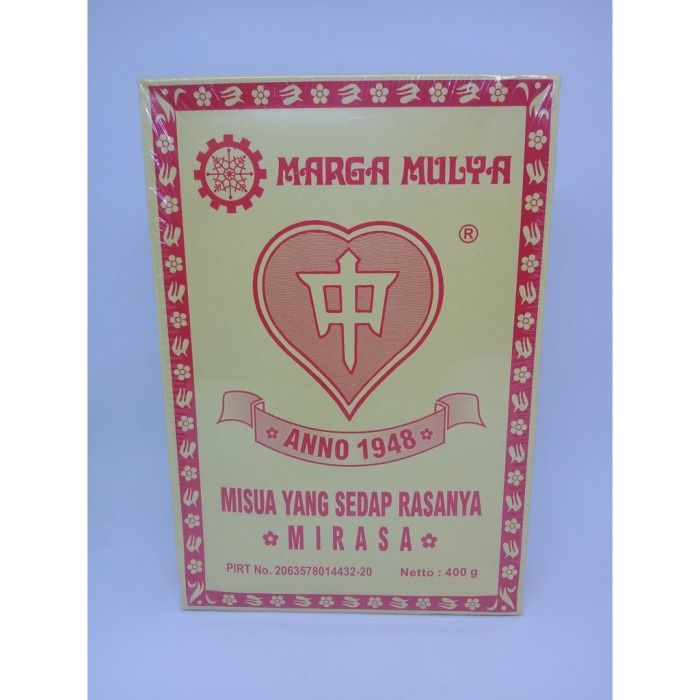 MARGA MULYA
®
中
ANNO 1948
MISUA YANG SEDAP RASANYA
MIRASA
PIRT No. 2063578014432-20 Netto : 400 g